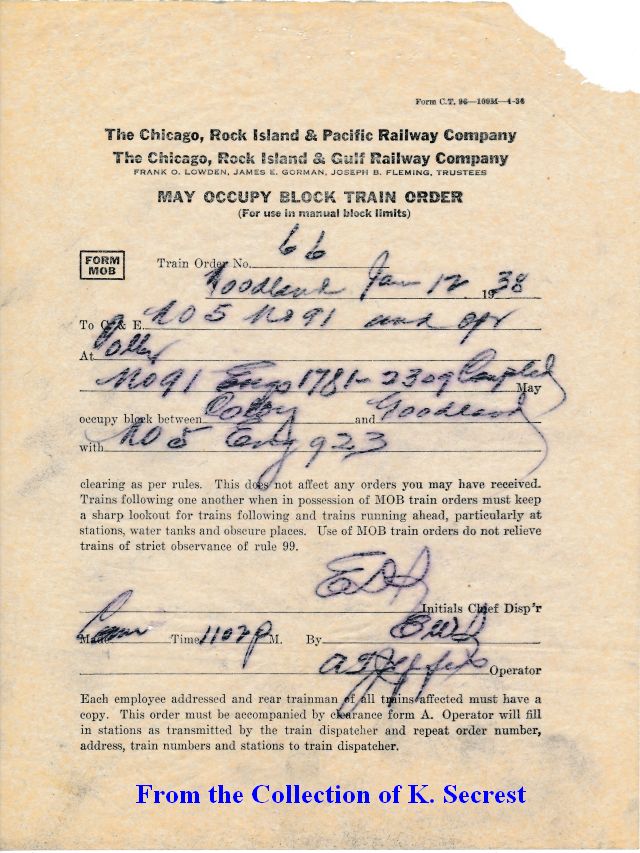 Form C.T. 96—109M—4-36
The Chicago, Rock Island & Pacific Railway Company
The Chicago, Rock Island & Gulf Railway Company
FRANK O. LOWDEN, JAMES E. GORMAN, JOSEPH B. FLEMING, TRUSTEES
MAY OCCUPY BLOCK TRAIN ORDER
(For use in manual block limits)
FORM MOB
Train Order No. 66
Goodland Jan 12 1938
To C. & E. No 5 No 91 and opr
At Colby
No 91 Engs 1781-2309 Coupled May
occupy block between Colby and Goodland
with No 5 Eng 923
clearing as per rules. This does not affect any orders you may have received.
Trains following one another when in possession of MOB train orders must keep
a sharp lookout for trains following and trains running ahead, particularly at
stations, water tanks and obscure places. Use of MOB train orders do not relieve
trains of strict observance of rule 99.
Initials Chief Disp'r
Com Made Time 1102 P M. By
Operator
Each employee addressed and rear trainman of all trains affected must have a
copy. This order must be accompanied by clearance form A. Operator will fill
in stations as transmitted by the train dispatcher and repeat order number,
address, train numbers and stations to train dispatcher.
From the Collection of K. Secrest